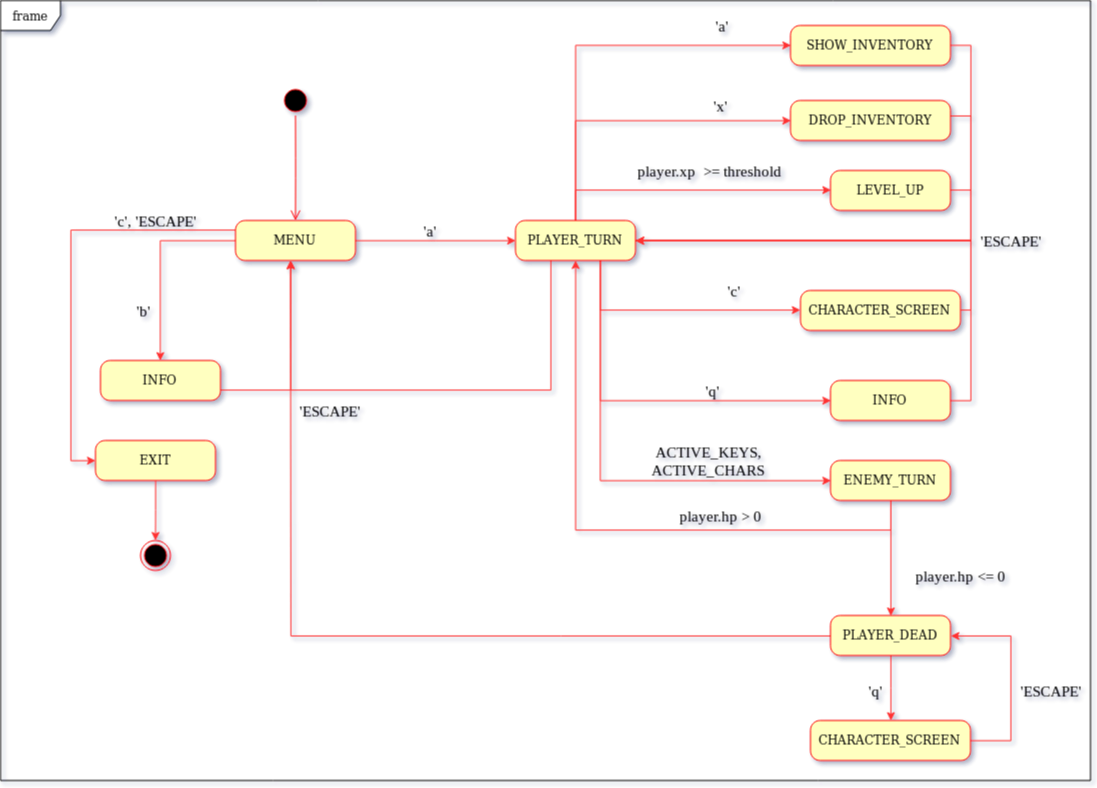 frame
'a'
SHOW_INVENTORY
'x'
DROP_INVENTORY
player.xp >= threshold
LEVEL_UP
'c', 'ESCAPE'
MENU
'a'
PLAYER_TURN
'ESCAPE'
'b'
'c'
CHARACTER_SCREEN
INFO
'q'
INFO
'ESCAPE'
EXIT
ACTIVE_KEYS,
ACTIVE_CHARS
ENEMY_TURN
player.hp > 0
player.hp <= 0
PLAYER_DEAD
'q'
'ESCAPE'
CHARACTER_SCREEN